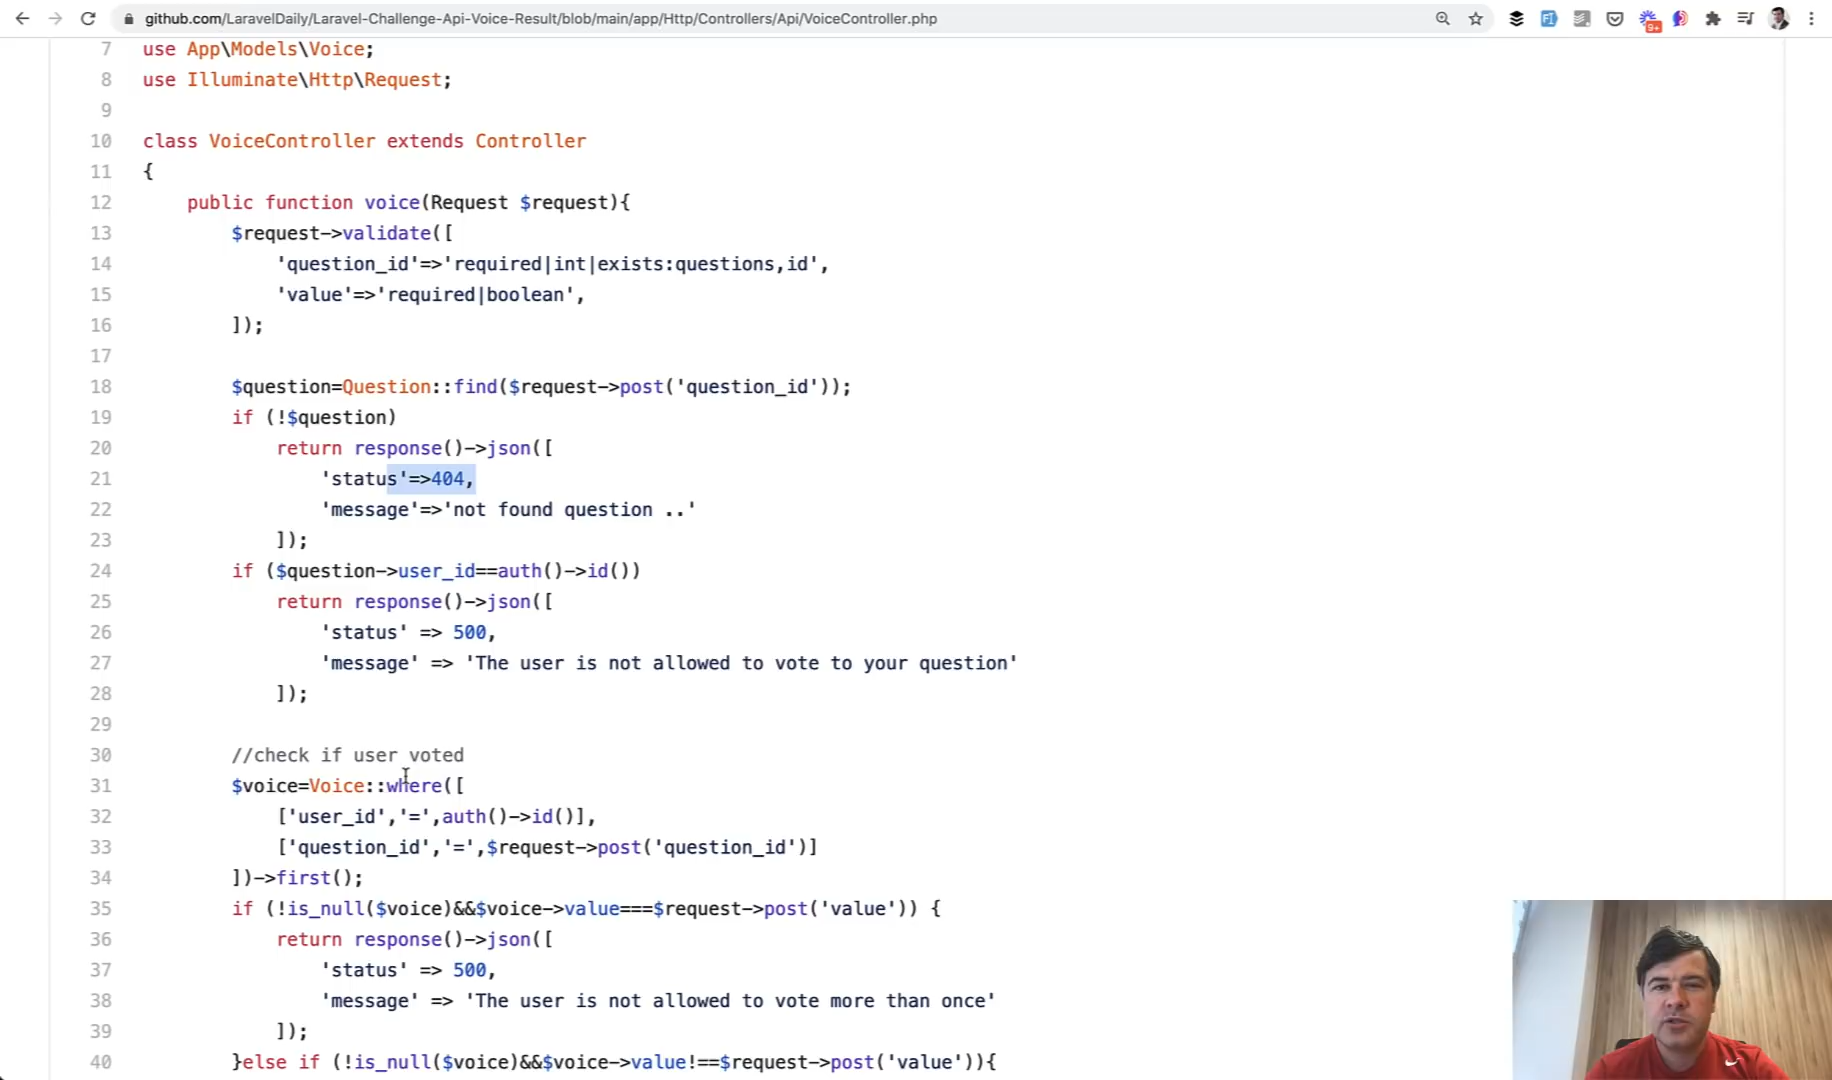 github.com/LaravelDaily/Laravel-Challenge-Api-Voice-Result/blob/main/app/Http/Controllers/Api/VoiceController.php
9+
7 use App\Models\Voice;
8 use Illuminate\Http\Request;
9
10 class VoiceController extends Controller
11 {
12 public function voice(Request $request){
13 $request->validate([
14 'question_id'=>'required|int|exists:questions,id',
15 'value'=>'required|boolean',
16 ]);
17
18 $question=Question::find($request->post('question_id'));
19 if (!$question)
20 return response()->json([
21 'status'=>404,
22 'message'=>'not found question ..'
23 ]);
24 if ($question->user_id==auth()->id())
25 return response()->json([
26 'status' => 500,
27 'message' => 'The user is not allowed to vote to your question'
28 ]);
29
30 //check if user voted
31 $voice=Voice::where([
32 ['user_id','=',auth()->id()],
33 ['question_id','=',$request->post('question_id')]
34 ])->first();
35 if (!is_null($voice)&&$voice->value===$request->post('value')) {
36 return response()->json([
37 'status' => 500,
38 'message' => 'The user is not allowed to vote more than once'
39 ]);
40 }else if (!is_null($voice)&&$voice->value!==$request->post('value')){